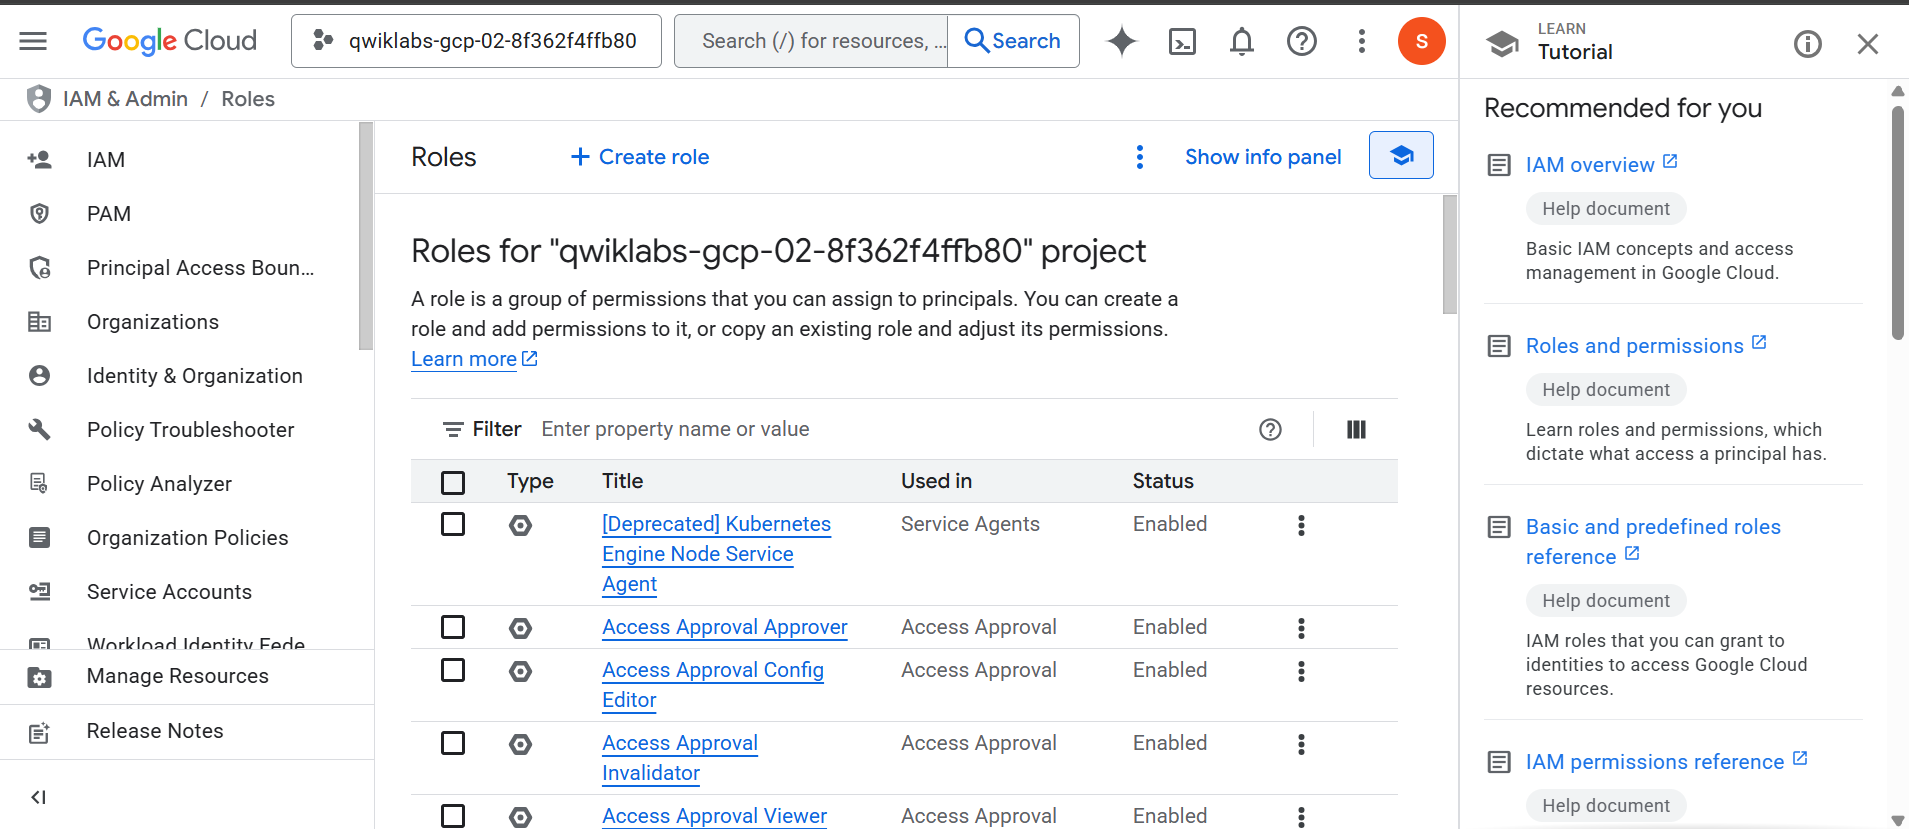 Google Cloud
qwiklabs-gcp-02-8f362f4ffb80
Search (/) for resources, ...
Search
S
LEARN
Tutorial
IAM & Admin / Roles
IAM
PAM
Principal Access Boun...
Organizations
Identity & Organization
Policy Troubleshooter
Policy Analyzer
Organization Policies
Service Accounts
Workload Identity Fede
Manage Resources
Release Notes
Roles
+ Create role
Show info panel
Roles for "qwiklabs-gcp-02-8f362f4ffb80" project
A role is a group of permissions that you can assign to principals. You can create a
role and add permissions to it, or copy an existing role and adjust its permissions.
Learn more
Filter Enter property name or value
Type Title Used in Status
[Deprecated] Kubernetes Service Agents Enabled
Engine Node Service
Agent
Access Approval Approver Access Approval Enabled
Access Approval Config Access Approval Enabled
Editor
Access Approval Access Approval Enabled
Invalidator
Access Approval Viewer Access Approval Enabled
Recommended for you
IAM overview
Help document
Basic IAM concepts and access
management in Google Cloud.
Roles and permissions
Help document
Learn roles and permissions, which
dictate what access a principal has.
Basic and predefined roles
reference
Help document
IAM roles that you can grant to
identities to access Google Cloud
resources.
IAM permissions reference
Help document